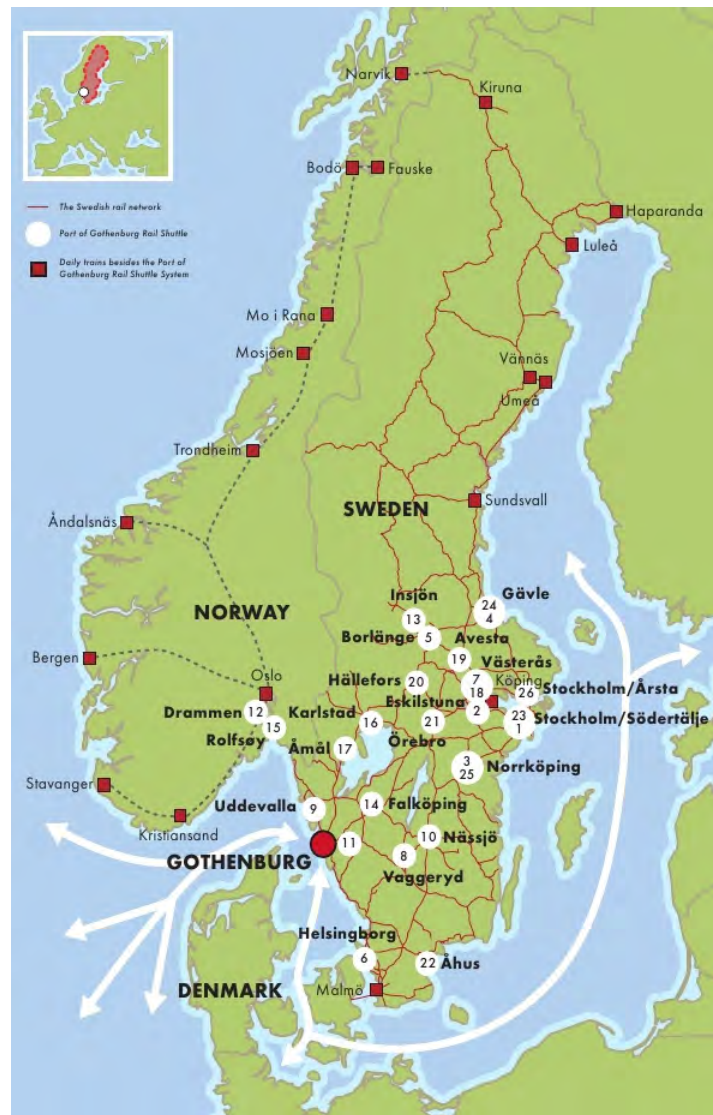 Narvik
Kiruna
Bodö
Fauske
The Swedish rail network
Port of Gothenburg Rail Shuttle
Haparanda
Luleå
Daily trains besides the Port of
Gothenburg Rail Shuttle System
Mo i Rana
Mosjöen
Vännäs
Umeå
Trondheim
SWEDEN
Sundsvall
Åndalsnäs
Insjön
Gävle
24
4
13
NORWAY
Borlänge
5
Avesta
19
Västerås
Bergen
Oslo
Hällefors
20
7
18
Köping
26
Stockholm/Årsta
Eskilstuna
2
Drammen
12
Karlstad
16
21
23
1
Stockholm/Södertälje
Rolfsøy
15
Örebro
Åmål
17
3
25
Norrköping
Stavanger
Uddevalla
9
14
Falköping
Kristiansand
10
Nässjö
GOTHENBURG
11
8
Vaggeryd
Helsingborg
6
22
Åhus
DENMARK
Malmö